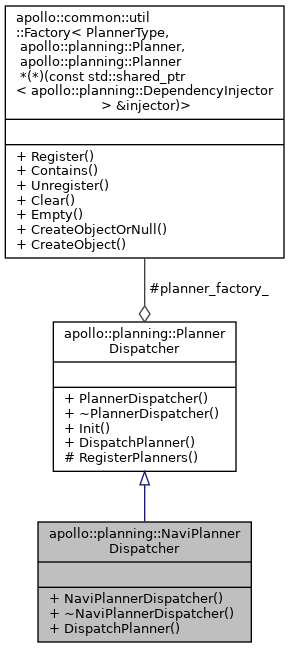 apollo::common::util
::Factory< PlannerType,
apollo::planning::Planner,
apollo::planning::Planner
*(*)(const std::shared_ptr
< apollo::planning::DependencyInjector
> &injector)>
+ Register()
+ Contains()
+ Unregister()
+ Clear()
+ Empty()
+ CreateObjectOrNull()
+ CreateObject()
#planner_factory_
apollo::planning::Planner
Dispatcher
+ PlannerDispatcher()
+ ~PlannerDispatcher()
+ Init()
+ DispatchPlanner()
# RegisterPlanners()
apollo::planning::NaviPlanner
Dispatcher
+ NaviPlannerDispatcher()
+ ~NaviPlannerDispatcher()
+ DispatchPlanner()